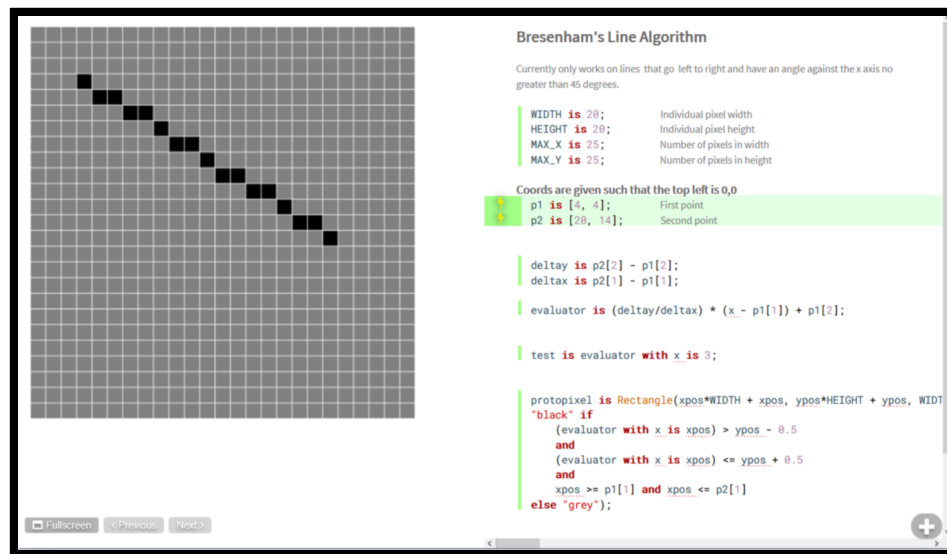 Bresenham's Line Algorithm
Currently only works on lines that go left to right and have an angle against the x axis no
greater than 45 degrees.
WIDTH is 20; Individual pixel width
HEIGHT is 20; Individual pixel height
MAX_X is 25; Number of pixels in width
MAX_Y is 25; Number of pixels in height
Coords are given such that the top left is 0,0
p1 is [4, 4]; First point
p2 is [20, 14]; Second point
deltay is p2[2] - p1[2];
deltax is p2[1] - p1[1];
evaluator is (deltay/deltax) * (x - p1[1]) + p1[2];
test is evaluator with x is 3;
protopixel is Rectangle(xpos*WIDTH + xpos, ypos*HEIGHT + ypos, WIDT
"black" if
(evaluator with x is xpos) > ypos - 0.5
and
(evaluator with x is xpos) <= ypos + 0.5
and
xpos >= p1[1] and xpos <= p2[1]
else "grey");
Fullscreen < Previous Next >